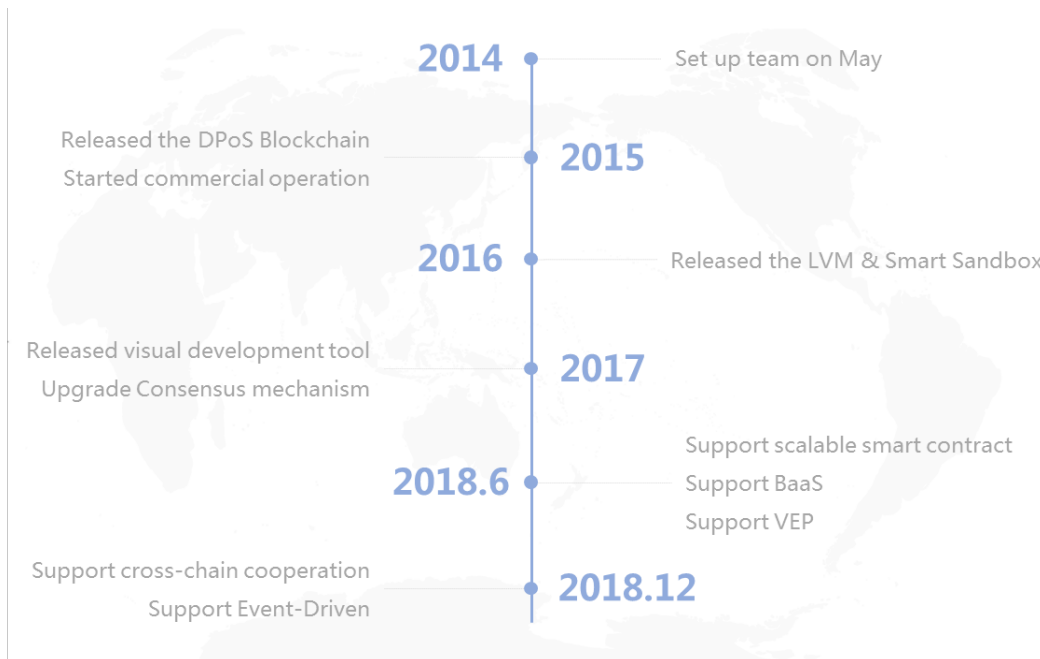 2014
Set up team on May
Released the DPoS Blockchain
Started commercial operation
2015
2016
Released the LVM & Smart Sandbox
Released visual development tool
Upgrade Consensus mechanism
2017
2018.6
Support scalable smart contract
Support BaaS
Support VEP
Support cross-chain cooperation
Support Event-Driven
2018.12